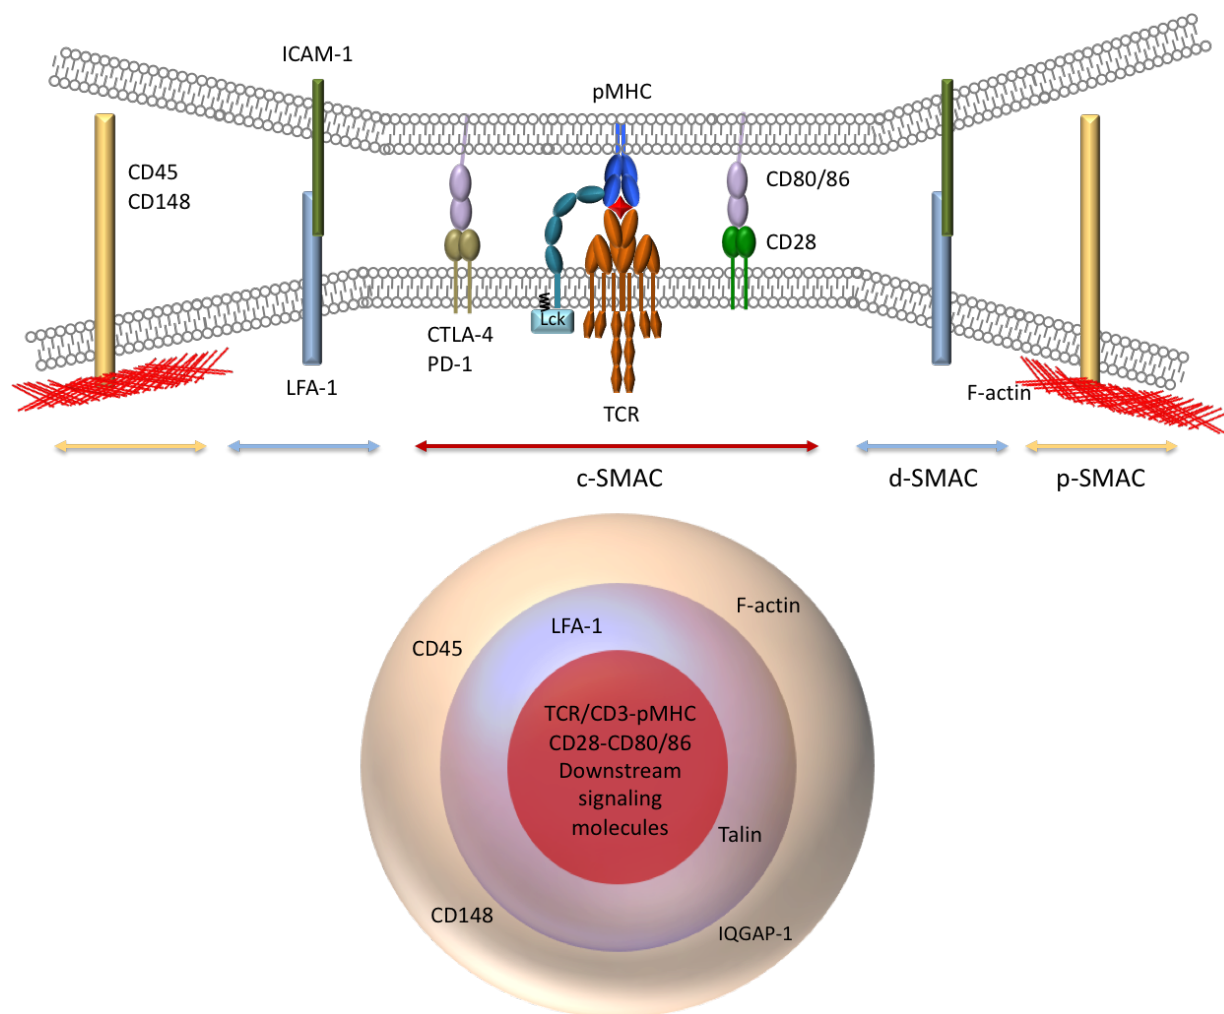 ICAM-1
pMHC
CD45
CD148
CD80/86
CD28
Lck
CTLA-4
PD-1
LFA-1
TCR
F-actin
c-SMAC
d-SMAC
p-SMAC
F-actin
LFA-1
CD45
TCR/CD3-pMHC
CD28-CD80/86
Downstream
signaling
molecules
Talin
CD148
IQGAP-1